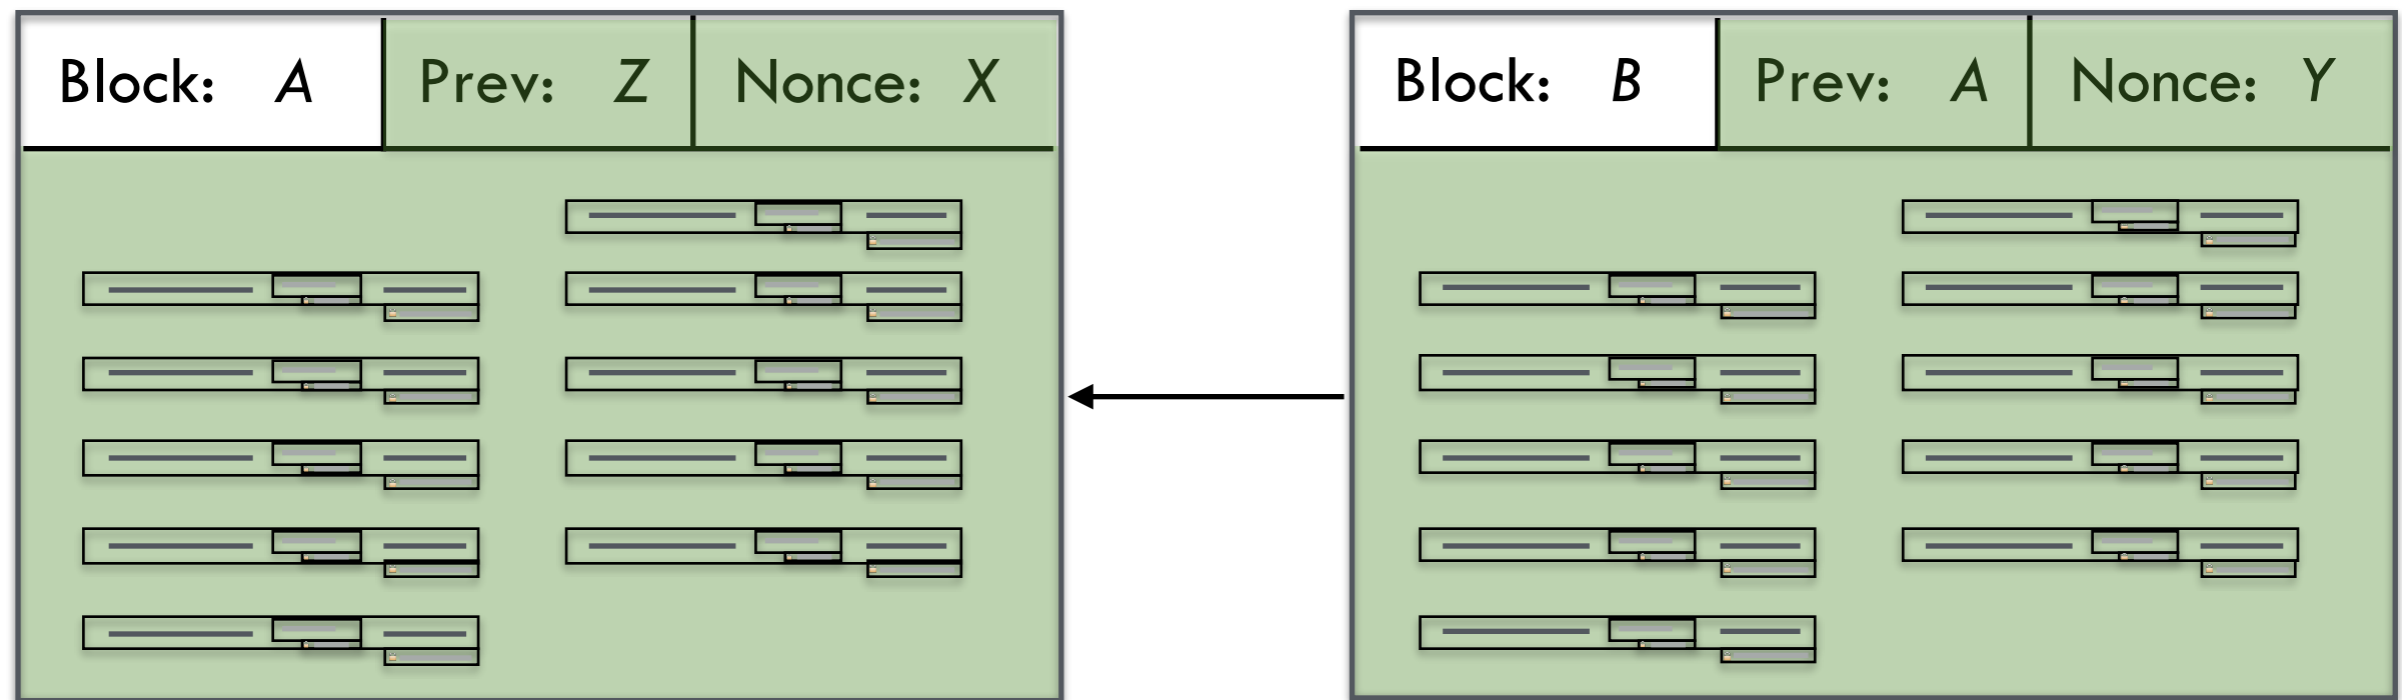 Block: A Prev: Z Nonce: X
Block: B Prev: A Nonce: Y